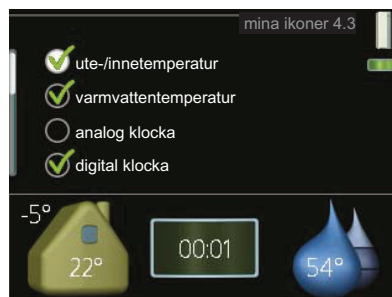 mina ikoner 4.3
ute-/innetemperatur
varmvattentemperatur
analog klocka
digital klocka
-5°
22°
00:01
54°